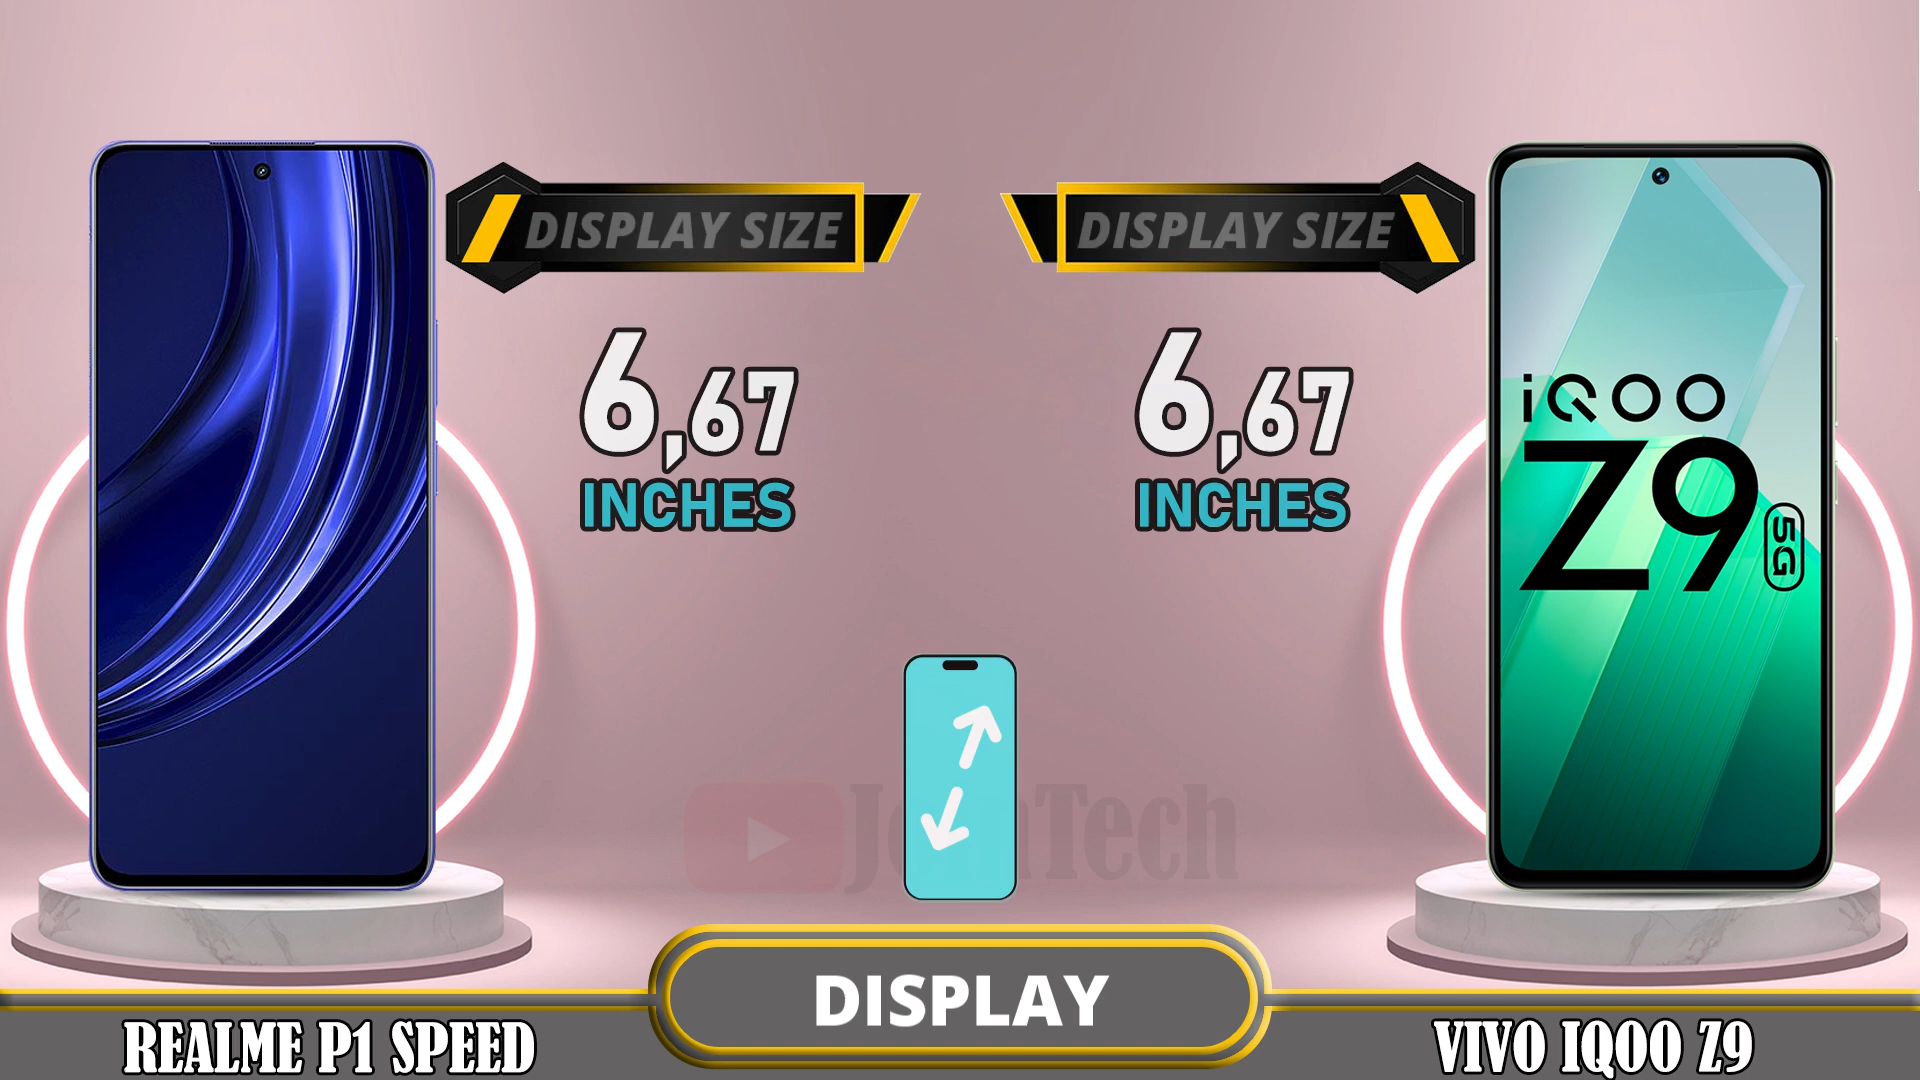 DISPLAY SIZE
DISPLAY SIZE
6,67
INCHES
6,67
INCHES
iQOO
Z9
5G
JohnTech
DISPLAY
REALME P1 SPEED
VIVO IQOO Z9